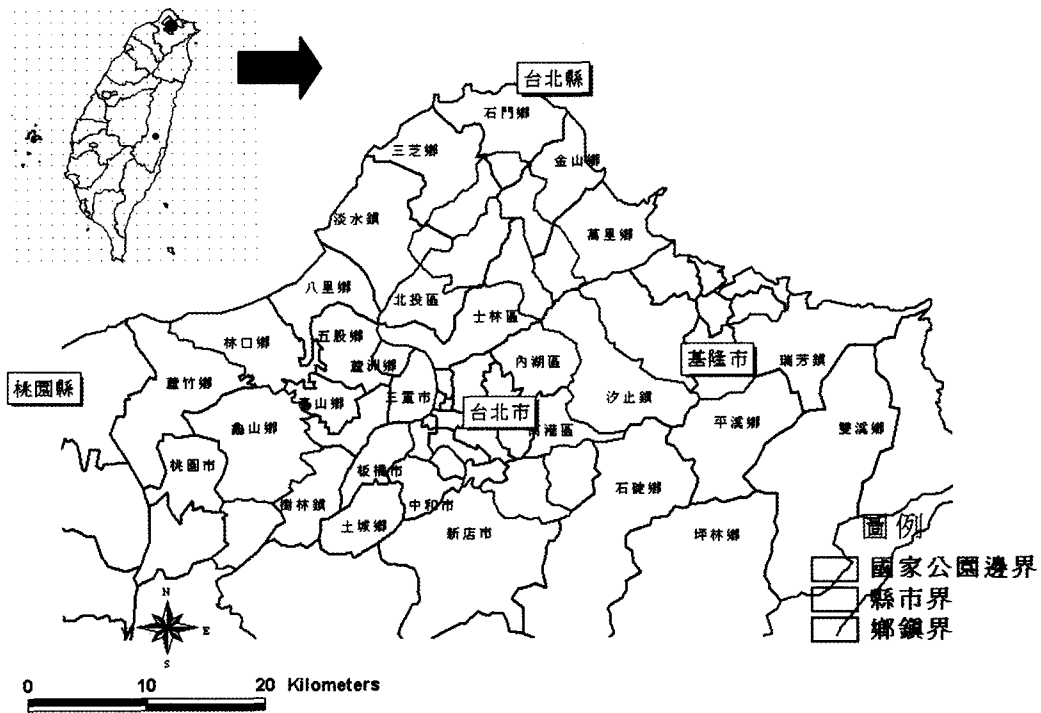 台北縣
石門鄉
三芝鄉
金山鄉
淡水鎮
萬里鄉
八里鄉
北投區
士林區
林口鄉
五股鄉
蘆洲鄉
內湖區
基隆市
瑞芳鎮
桃園縣
蘆竹鄉
泰山鄉
三重市
台北市
汐止鎮
龜山鄉
南港區
平溪鄉
雙溪鄉
桃園市
板橋市
樹林鎮
中和市
石碇鄉
土城鄉
新店市
坪林鄉
圖例
國家公園邊界
縣市界
鄉鎮界
N
W E
S
0 10 20 Kilometers